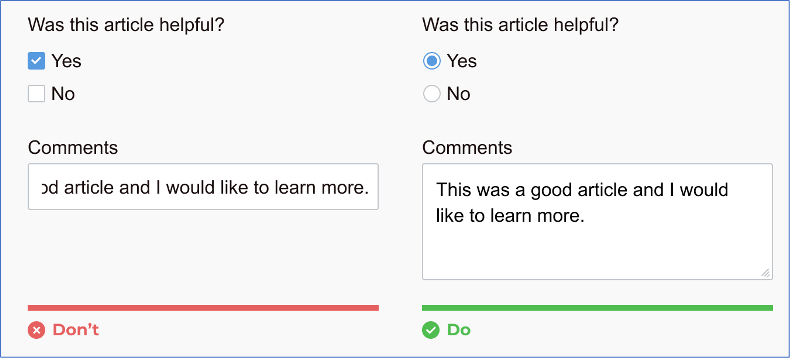 Was this article helpful?
Yes
No
Comments
od article and I would like to learn more.
Don't
Was this article helpful?
Yes
No
Comments
This was a good article and I would
like to learn more.
Do